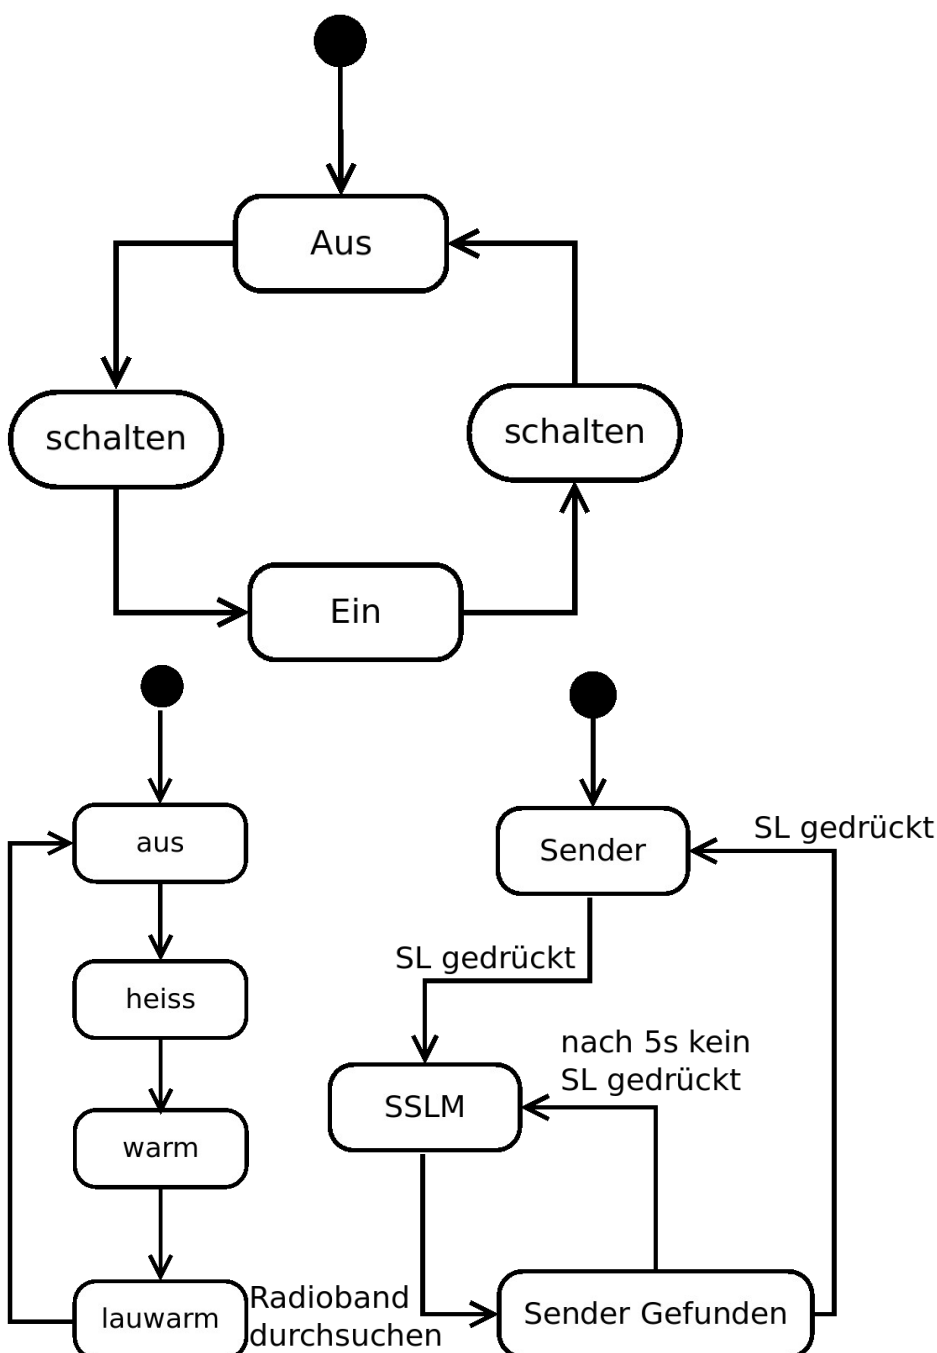 Aus
schalten
schalten
Ein
aus
heiss
warm
lauwarm
Sender
SL gedrückt
SL gedrückt
nach 5s kein
SL gedrückt
SSLM
Radioband
durchsuchen
Sender Gefunden